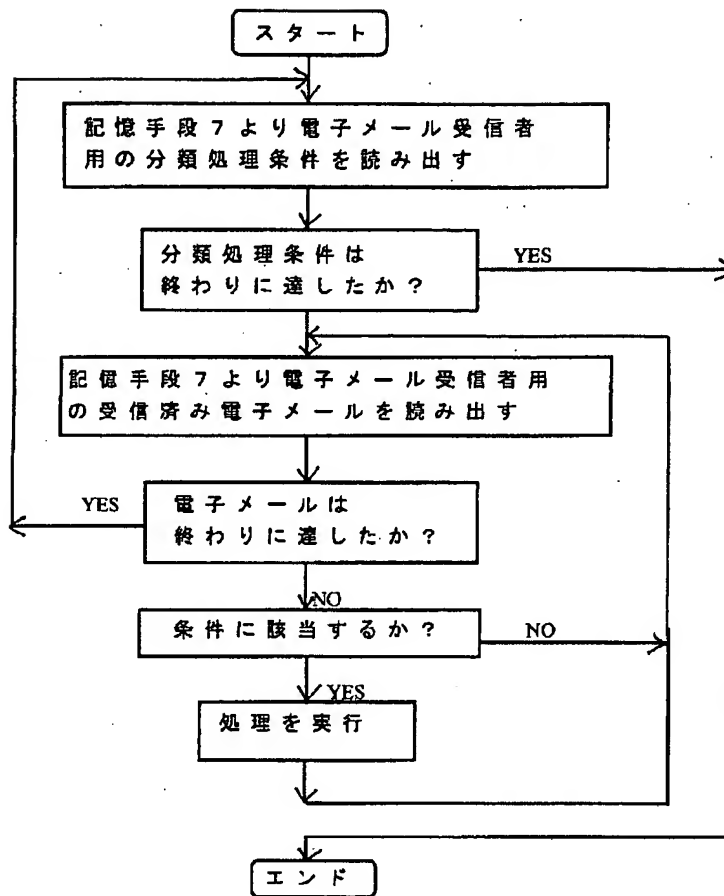 スタート
記憶手段7より電子メール受信者
用の分類処理条件を読み出す
分類処理条件は
終わりに達したか?
YES
記憶手段7より電子メール受信者用
の受信済み電子メールを読み出す
YES
電子メールは
終わりに達したか?
NO
条件に該当するか?
NO
YES
処理を実行
エンド